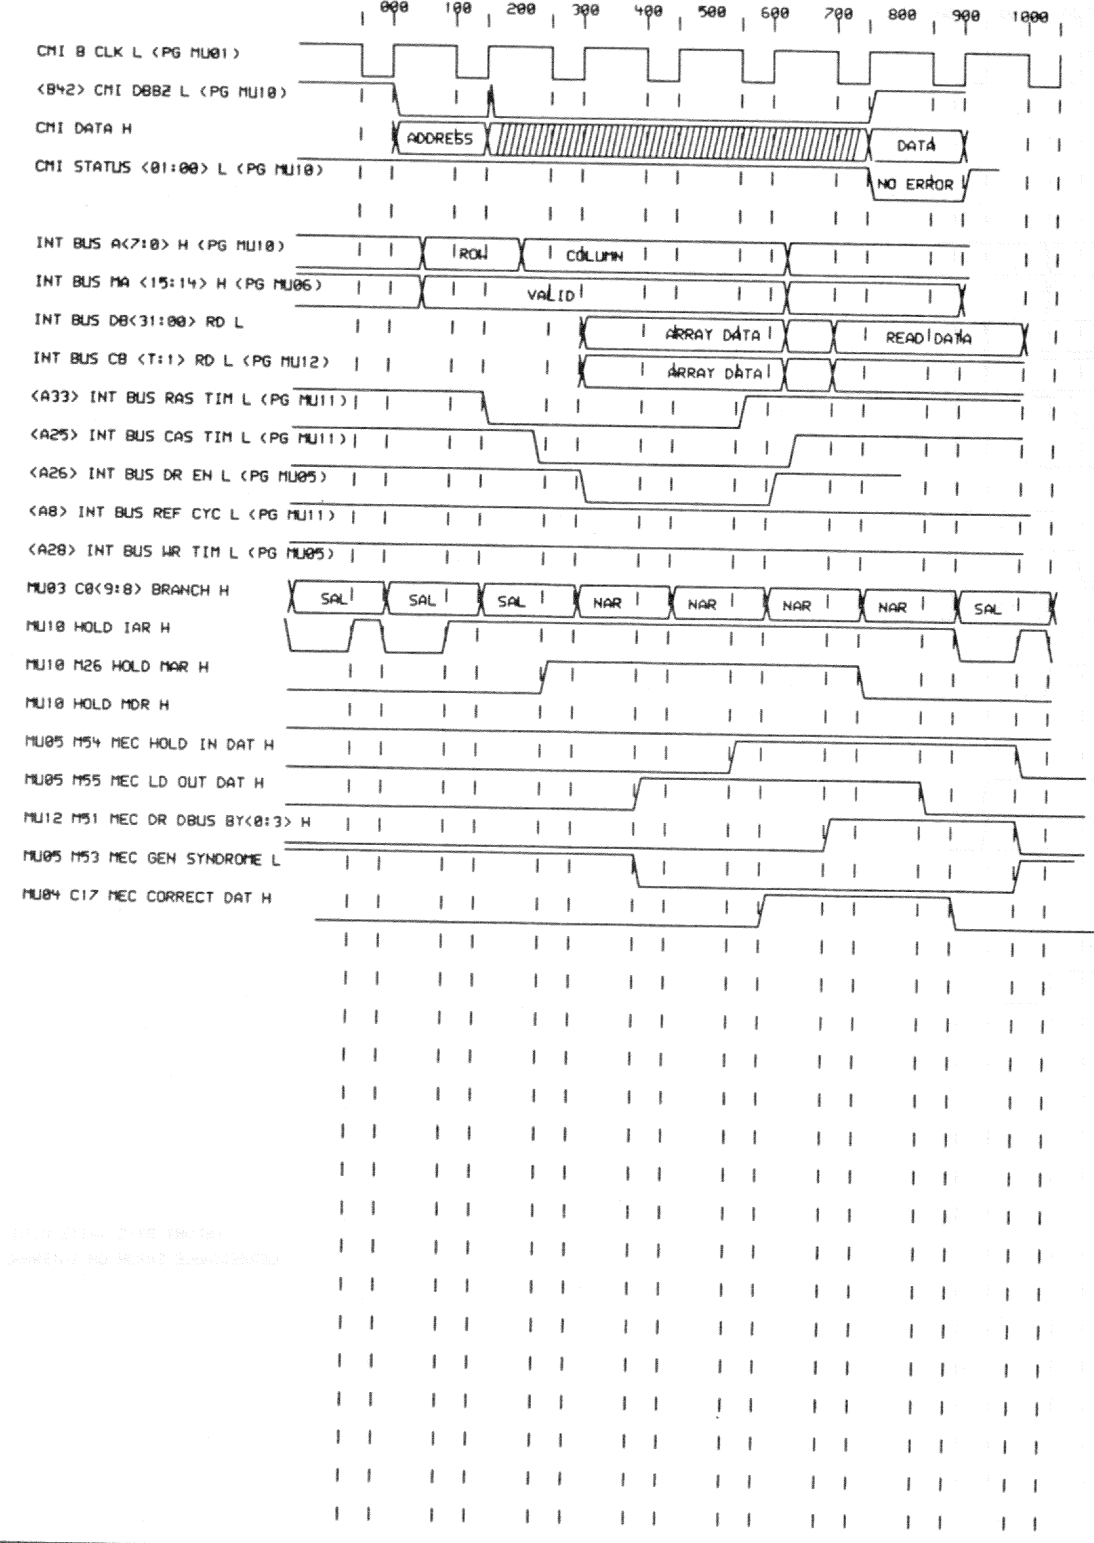 000 100 200 300 400 500 600 700 800 900 1000
CMI B CLK L (PG MU01)
<B42> CMI DBBZ L (PG MU10)
CMI DATA H ADDRESS DATA
CMI STATUS <01:00> L (PG MU10) NO ERROR
INT BUS A<7:0> H (PG MU10) ROW COLUMN
INT BUS MA <15:14> H (PG MU06) VALID
INT BUS DB<31:00> RD L ARRAY DATA READ DATA
INT BUS CB <T:1> RD L (PG MU12) ARRAY DATA
<A33> INT BUS RAS TIM L (PG MU11)
<A25> INT BUS CAS TIM L (PG MU11)
<A26> INT BUS DR EN L (PG MU05)
<A8> INT BUS REF CYC L (PG MU11)
<A28> INT BUS WR TIM L (PG MU05)
MU03 C0<9:8> BRANCH H SAL SAL SAL NAR NAR NAR NAR SAL
MU10 HOLD IAR H
MU10 M26 HOLD MAR H
MU10 HOLD MDR H
MU05 M54 MEC HOLD IN DAT H
MU05 M55 MEC LD OUT DAT H
MU12 M51 MEC DR DBUS BY<0:3> H
MU05 M53 MEC GEN SYNDROME L
MU04 C17 MEC CORRECT DAT H